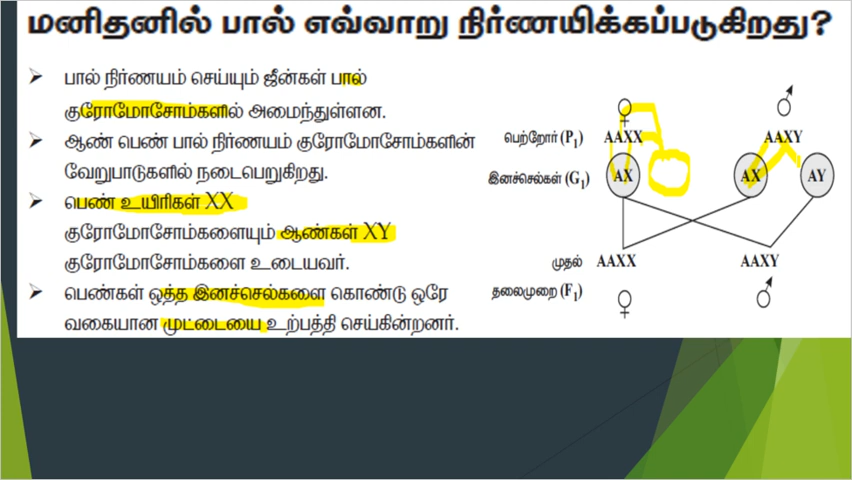 மனிதனில் பால் எவ்வாறு நிர்ணயிக்கப்படுகிறது?
➤ பால் நிர்ணயம் செய்யும் ஜீன்கள் பால்
குரோமோசோம்களில் அமைந்துள்ளன.
➤ ஆண் பெண் பால் நிர்ணயம் குரோமோசோம்களின்
வேறுபாடுகளில் நடைபெறுகிறது.
➤ பெண் உயிரிகள் XX
குரோமோசோம்களையும் ஆண்கள் XY
குரோமோசோம்களை உடையவர்.
➤ பெண்கள் ஒத்த இனச்செல்களை கொண்டு ஒரே
வகையான முட்டையை உற்பத்தி செய்கின்றனர்.
♀ ♂
பெற்றோர் (P₁) AAXX AAXY
இனச்செல்கள் (G₁) AX AX AY
முதல் AAXX AAXY
தலைமுறை (F₁) ♀ ♂